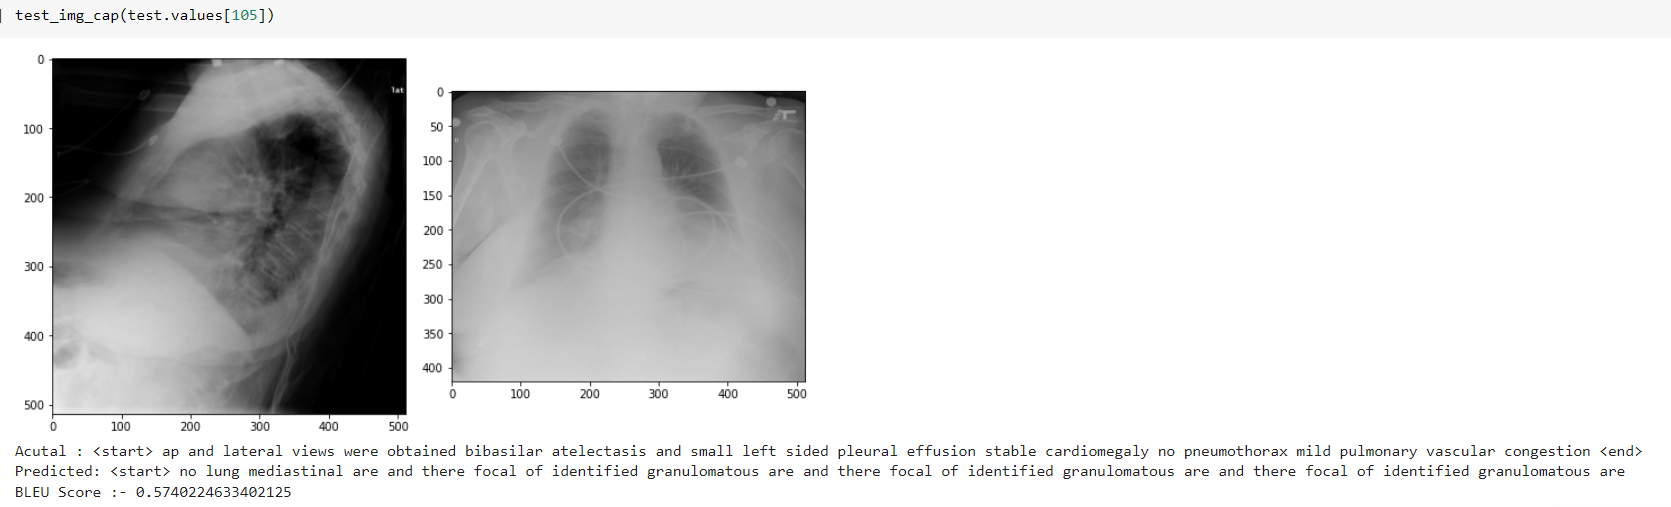 test_img_cap(test.values[105])
0
100
200
300
400
500
0 100 200 300 400 500
lat
0
50
100
150
200
250
300
350
400
0 100 200 300 400 500
Acutal : <start> ap and lateral views were obtained bibasilar atelectasis and small left sided pleural effusion stable cardiomegaly no pneumothorax mild pulmonary vascular congestion <end>
Predicted: <start> no lung mediastinal are and there focal of identified granulomatous are and there focal of identified granulomatous are and there focal of identified granulomatous are
BLEU Score :- 0.5740224633402125